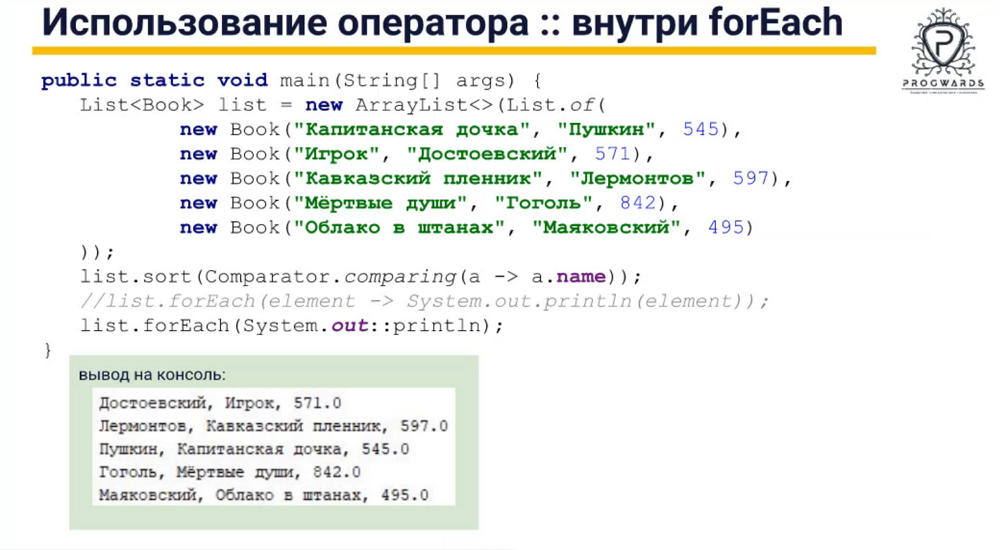 Использование оператора :: внутри forEach
PROGWARDS
public static void main(String[] args) {
List<Book> list = new ArrayList<>(List.of(
new Book("Капитанская дочка", "Пушкин", 545),
new Book("Игрок", "Достоевский", 571),
new Book("Кавказский пленник", "Лермонтов", 597),
new Book("Мёртвые души", "Гоголь", 842),
new Book("Облако в штанах", "Маяковский", 495)
));
list.sort(Comparator.comparing(a -> a.name));
//list.forEach(element -> System.out.println(element));
list.forEach(System.out::println);
}
вывод на консоль:
Достоевский, Игрок, 571.0
Лермонтов, Кавказский пленник, 597.0
Пушкин, Капитанская дочка, 545.0
Гоголь, Мёртвые души, 842.0
Маяковский, Облако в штанах, 495.0